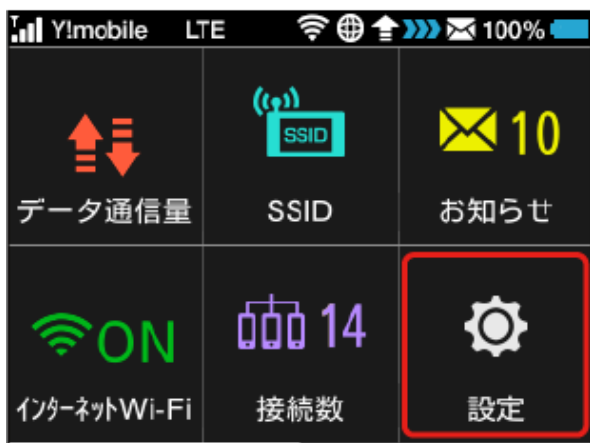 Y!mobile LTE 100%
SSID
10
データ通信量 SSID お知らせ
ON 14
インターネットWi-Fi 接続数 設定